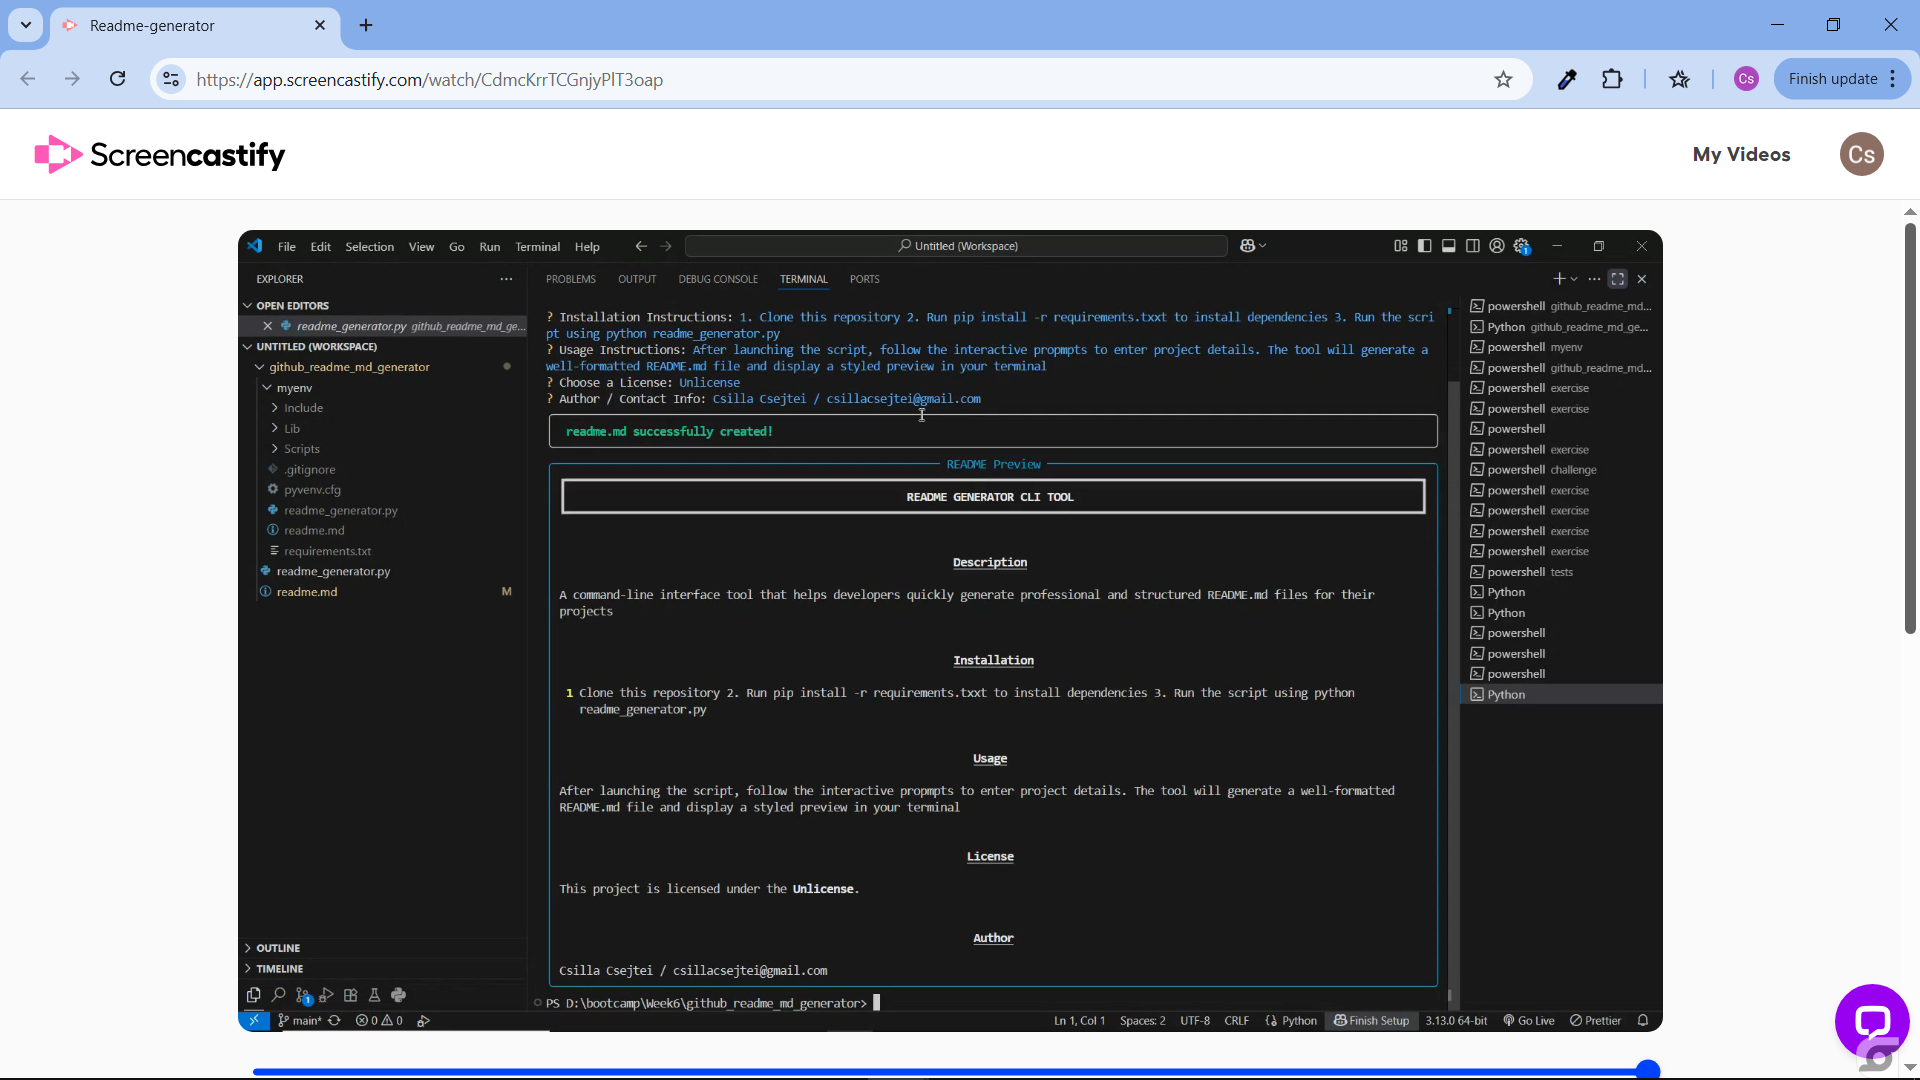 Readme-generator
https://app.screencastify.com/watch/CdmcKrrTCGnjyPlT3oap
Cs
Finish update
Screencastify
My Videos
Cs
File Edit Selection View Go Run Terminal Help
Untitled (Workspace)
EXPLORER
OPEN EDITORS
readme_generator.py github_readme_md_ge...
UNTITLED (WORKSPACE)
github_readme_md_generator
myenv
Include
Lib
Scripts
.gitignore
pyvenv.cfg
readme_generator.py
readme.md
requirements.txt
readme_generator.py
readme.md M
OUTLINE
TIMELINE
PROBLEMS OUTPUT DEBUG CONSOLE TERMINAL PORTS
? Installation Instructions: 1. Clone this repository 2. Run pip install -r requirements.txxt to install dependencies 3. Run the scri
pt using python readme_generator.py
? Usage Instructions: After launching the script, follow the interactive propmpts to enter project details. The tool will generate a
well-formatted README.md file and display a styled preview in your terminal
? Choose a License: Unlicense
? Author / Contact Info: Csilla Csejtei / csillacsejtei@gmail.com
readme.md successfully created!
README Preview
README GENERATOR CLI TOOL
Description
A command-line interface tool that helps developers quickly generate professional and structured README.md files for their
projects
Installation
1 Clone this repository 2. Run pip install -r requirements.txxt to install dependencies 3. Run the script using python
readme_generator.py
Usage
After launching the script, follow the interactive propmpts to enter project details. The tool will generate a well-formatted
README.md file and display a styled preview in your terminal
License
This project is licensed under the Unlicense.
Author
Csilla Csejtei / csillacsejtei@gmail.com
PS D:\bootcamp\Week6\github_readme_md_generator>
powershell github_readme_md...
Python github_readme_md_ge...
powershell myenv
powershell github_readme_md...
powershell exercise
powershell exercise
powershell
powershell exercise
powershell challenge
powershell exercise
powershell exercise
powershell exercise
powershell exercise
powershell tests
Python
Python
powershell
powershell
powershell
Python
main* 0 0 Ln 1, Col 1 Spaces: 2 UTF-8 CRLF Python Finish Setup 3.13.0 64-bit Go Live Prettier